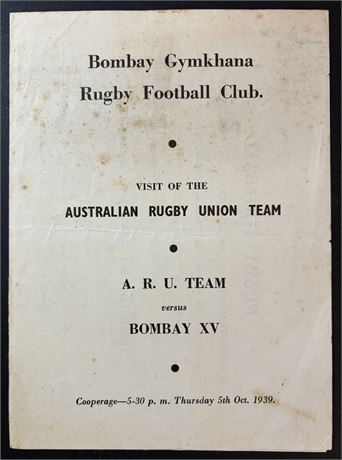 Bombay Gymkhana
Rugby Football Club.
VISIT OF THE
AUSTRALIAN RUGBY UNION TEAM
A. R. U. TEAM
versus
BOMBAY XV
Cooperage—5-30 p. m. Thursday 5th Oct. 1939.